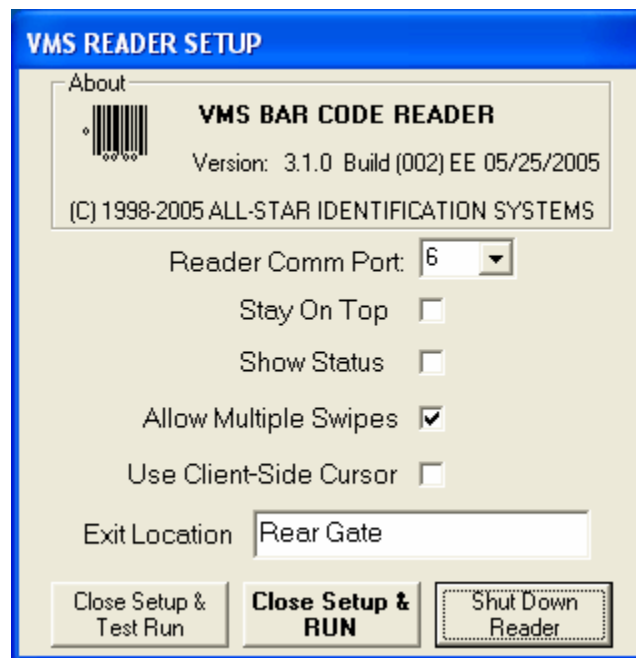 VMS READER SETUP
About
VMS BAR CODE READER
Version: 3.1.0 Build (002) EE 05/25/2005
(C) 1998-2005 ALL-STAR IDENTIFICATION SYSTEMS
Reader Comm Port: 6
Stay On Top
Show Status
Allow Multiple Swipes
Use Client-Side Cursor
Exit Location Rear Gate
Close Setup &
Test Run
Close Setup &
RUN
Shut Down
Reader